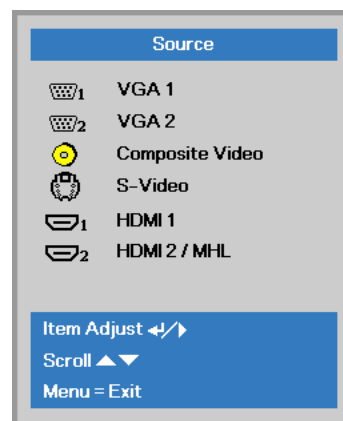 Source
1 VGA 1
2 VGA 2
Composite Video
S-Video
1 HDMI 1
2 HDMI 2 / MHL
Item Adjust ↵/▶
Scroll ▲▼
Menu = Exit